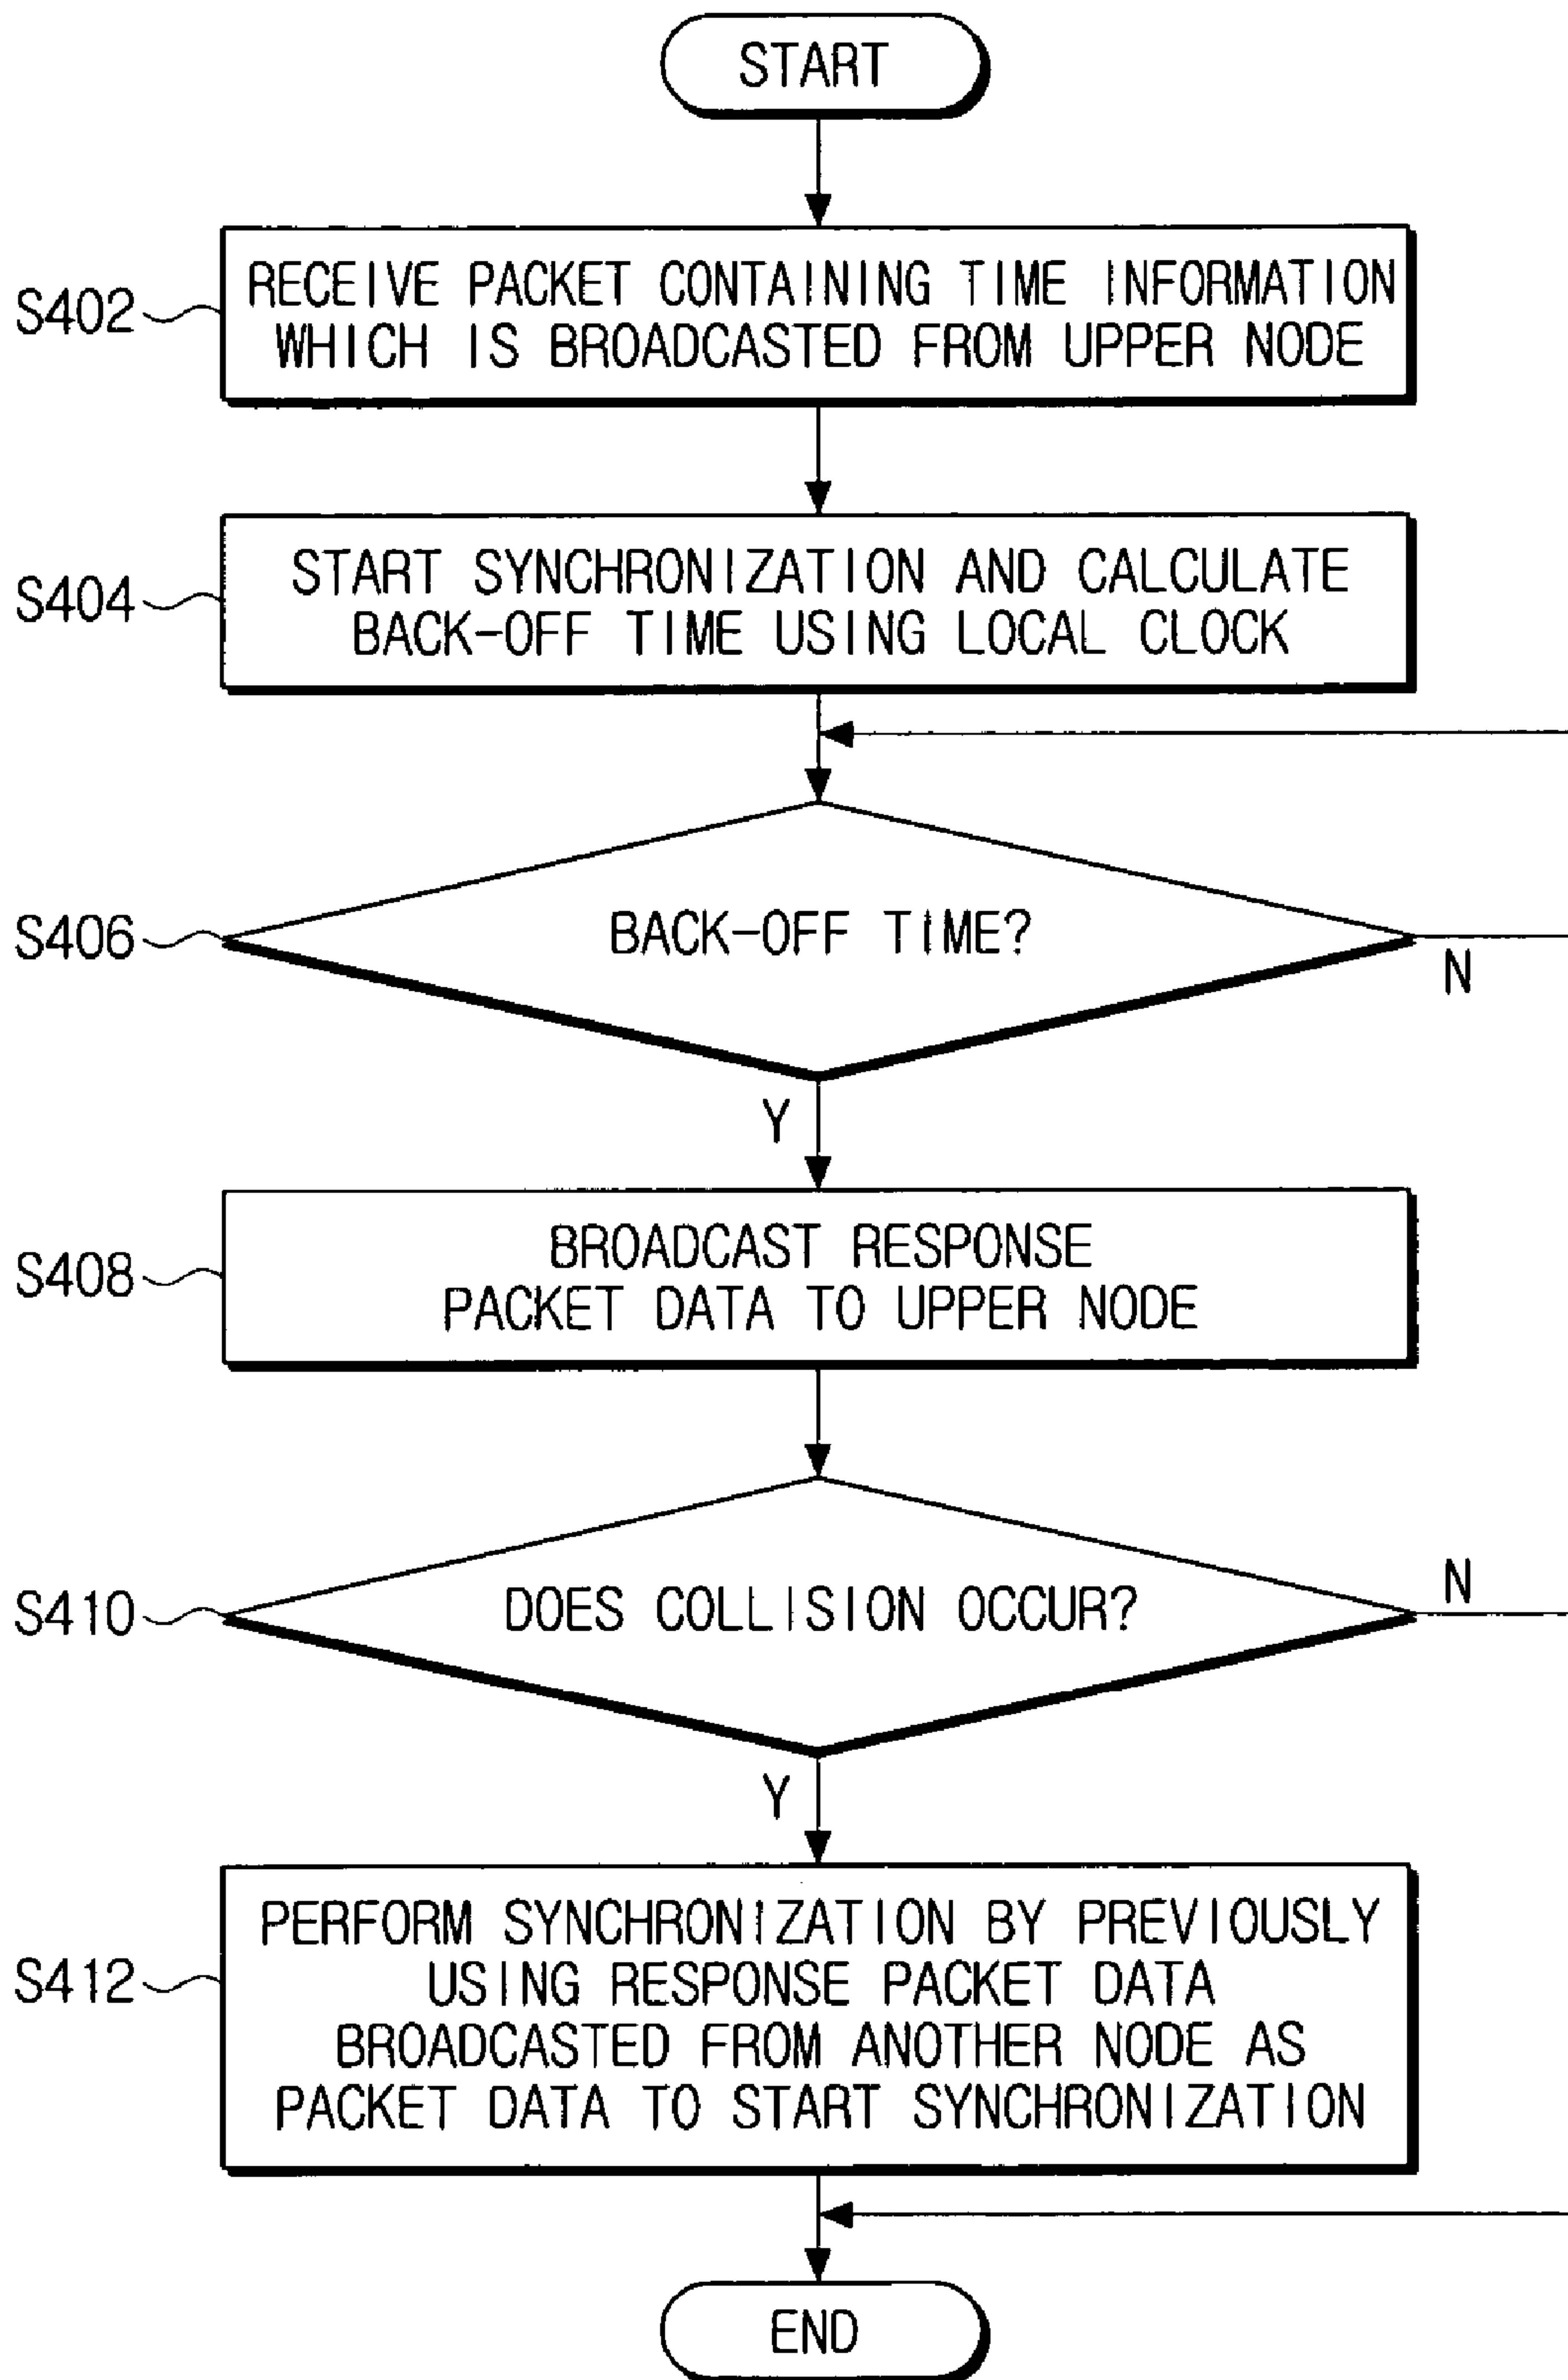 START
S402
RECEIVE PACKET CONTAINING TIME INFORMATION
WHICH IS BROADCASTED FROM UPPER NODE
S404
START SYNCHRONIZATION AND CALCULATE
BACK-OFF TIME USING LOCAL CLOCK
S406
BACK-OFF TIME?
N
Y
S408
BROADCAST RESPONSE
PACKET DATA TO UPPER NODE
S410
DOES COLLISION OCCUR?
N
Y
S412
PERFORM SYNCHRONIZATION BY PREVIOUSLY
USING RESPONSE PACKET DATA
BROADCASTED FROM ANOTHER NODE AS
PACKET DATA TO START SYNCHRONIZATION
END